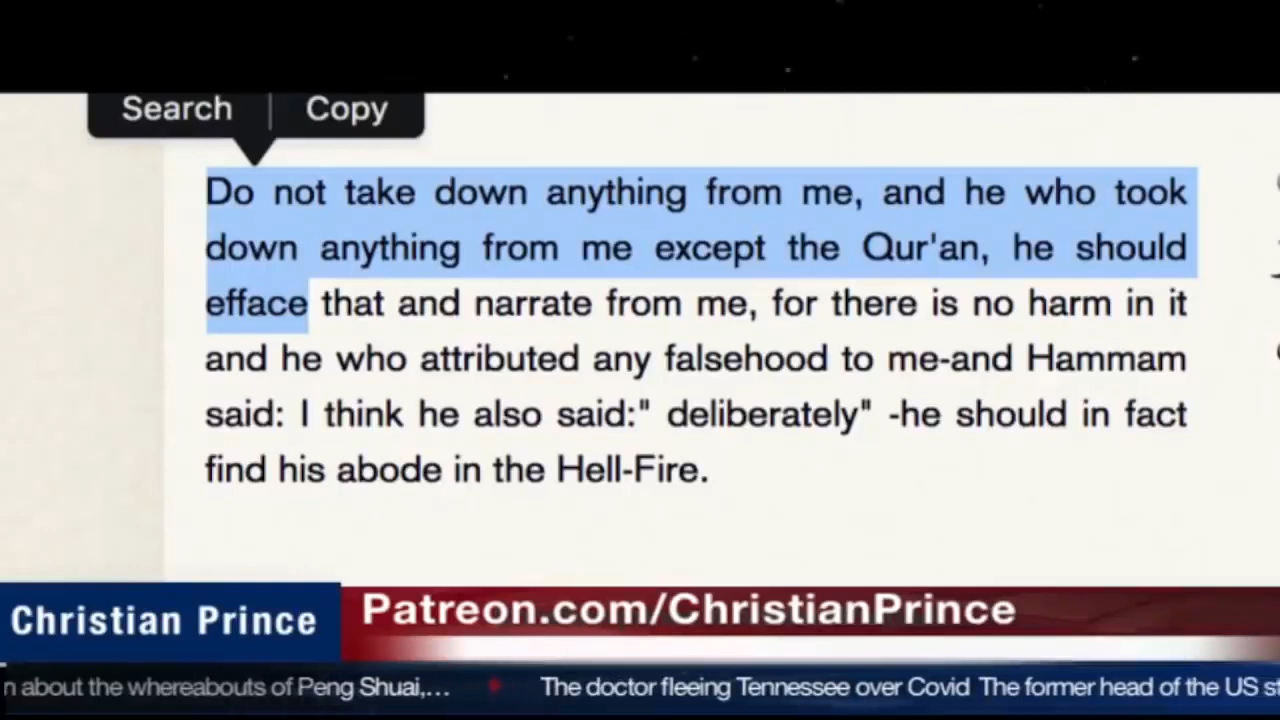 Search | Copy
Do not take down anything from me, and he who took
down anything from me except the Qur'an, he should
efface that and narrate from me, for there is no harm in it
and he who attributed any falsehood to me-and Hammam
said: I think he also said:" deliberately" -he should in fact
find his abode in the Hell-Fire.
Christian Prince
Patreon.com/ChristianPrince
n about the whereabouts of Peng Shuai,... The doctor fleeing Tennessee over Covid The former head of the US st